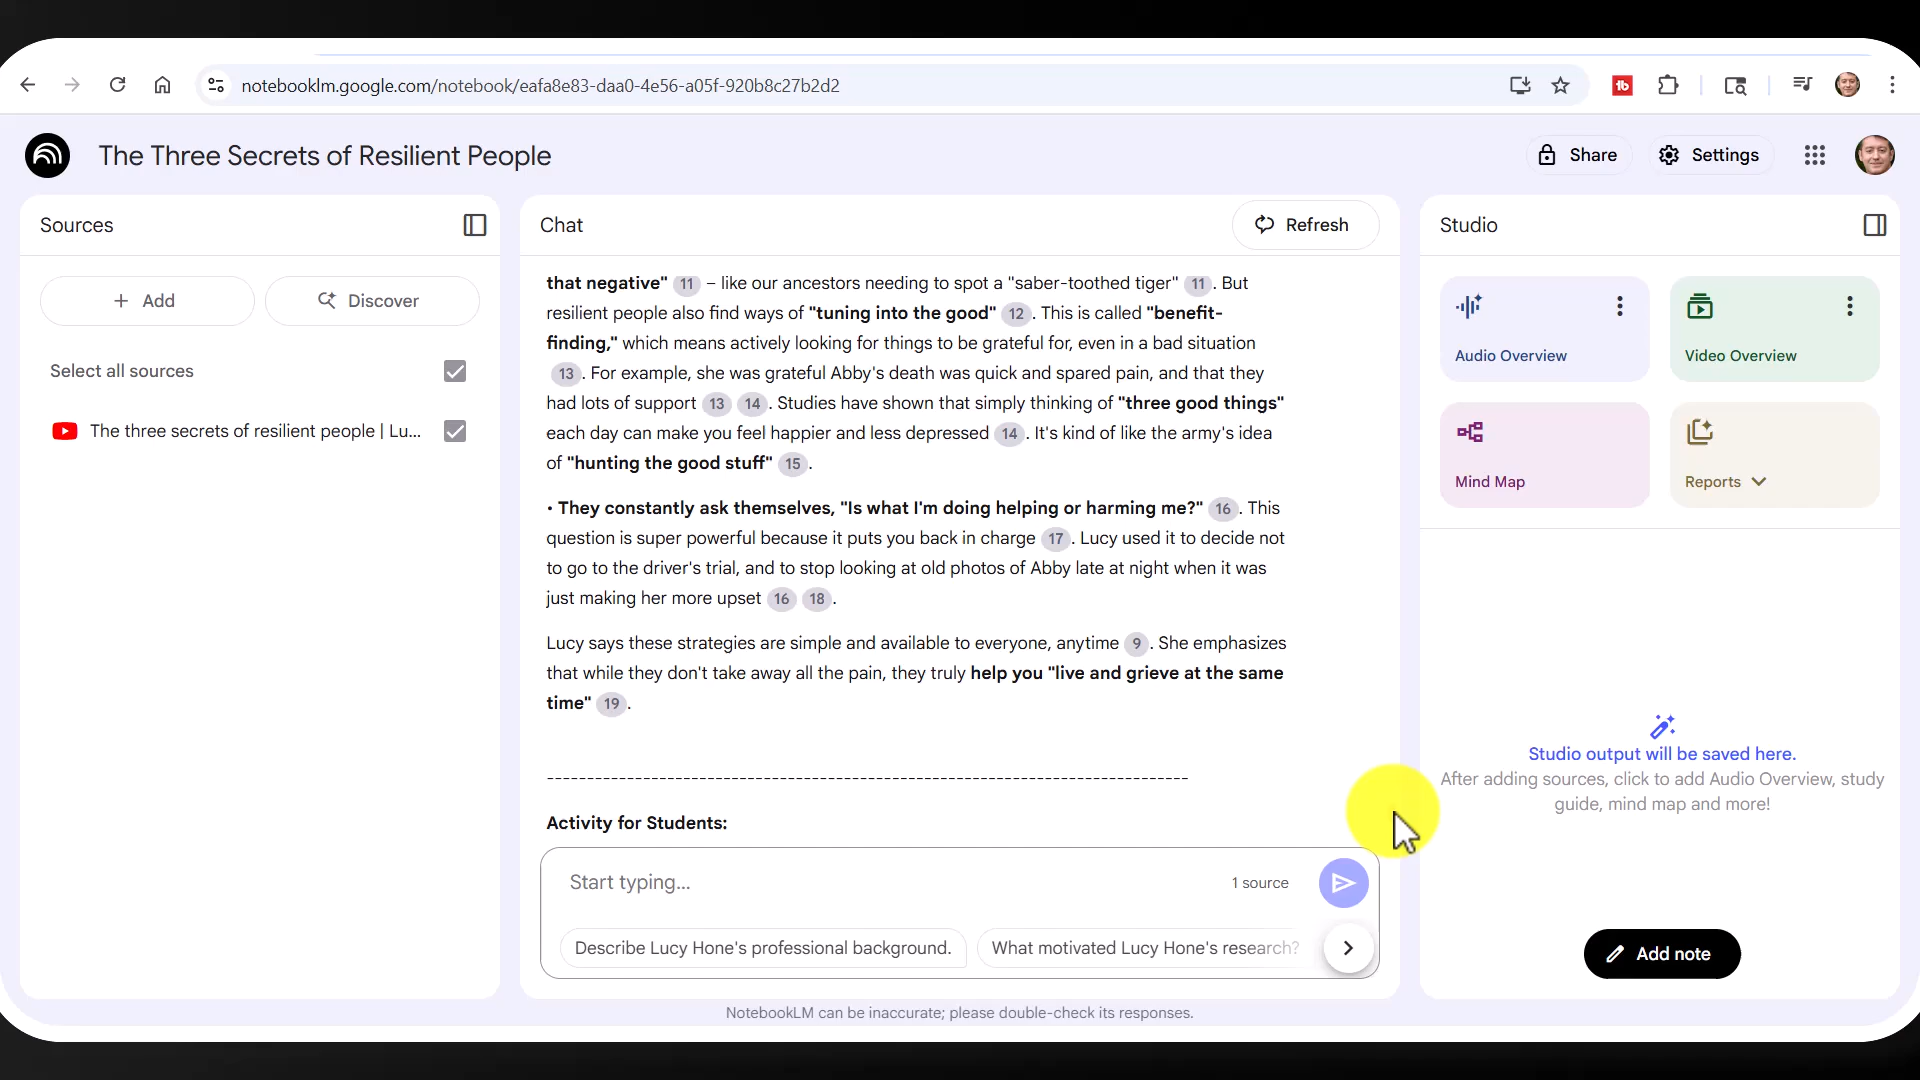 notebooklm.google.com/notebook/eafa8e83-daa0-4e56-a05f-920b8c27b2d2
The Three Secrets of Resilient People
Share
Settings
Sources
Add
Discover
Select all sources
The three secrets of resilient people | Lu...
Chat
Refresh
that negative" 11 – like our ancestors needing to spot a "saber-toothed tiger" 11. But
resilient people also find ways of "tuning into the good" 12. This is called "benefit-
finding," which means actively looking for things to be grateful for, even in a bad situation
13. For example, she was grateful Abby's death was quick and spared pain, and that they
had lots of support 13 14. Studies have shown that simply thinking of "three good things"
each day can make you feel happier and less depressed 14. It's kind of like the army's idea
of "hunting the good stuff" 15.
• They constantly ask themselves, "Is what I'm doing helping or harming me?" 16. This
question is super powerful because it puts you back in charge 17. Lucy used it to decide not
to go to the driver's trial, and to stop looking at old photos of Abby late at night when it was
just making her more upset 16 18.
Lucy says these strategies are simple and available to everyone, anytime 9. She emphasizes
that while they don't take away all the pain, they truly help you "live and grieve at the same
time" 19.
--------------------------------------------------------------------------------
Activity for Students:
Start typing...
1 source
Describe Lucy Hone's professional background.
What motivated Lucy Hone's research?
NotebookLM can be inaccurate; please double-check its responses.
Studio
Audio Overview
Video Overview
Mind Map
Reports
Studio output will be saved here.
After adding sources, click to add Audio Overview, study
guide, mind map and more!
Add note